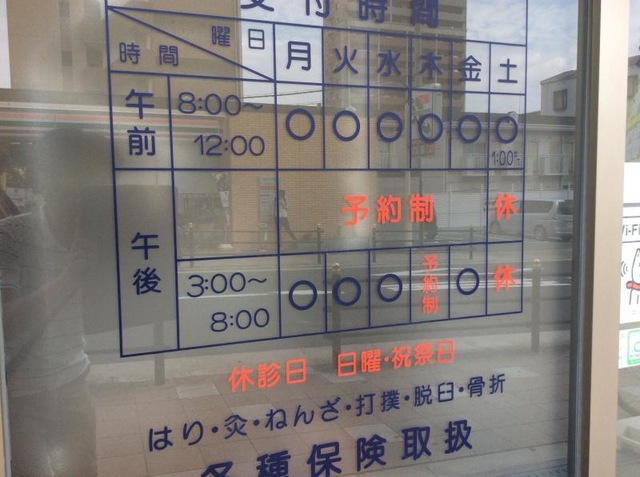 受付時間
時間 曜日 月 火 水 木 金 土
午前 8:00~12:00 〇 〇 〇 〇 〇 〇
1:00まで
午後 予約制 休
3:00~8:00 〇 〇 〇 予約制 〇 休
休診日 日曜・祝祭日
はり・灸・ねんざ・打撲・脱臼・骨折
各種保険取扱
Wi-Fi